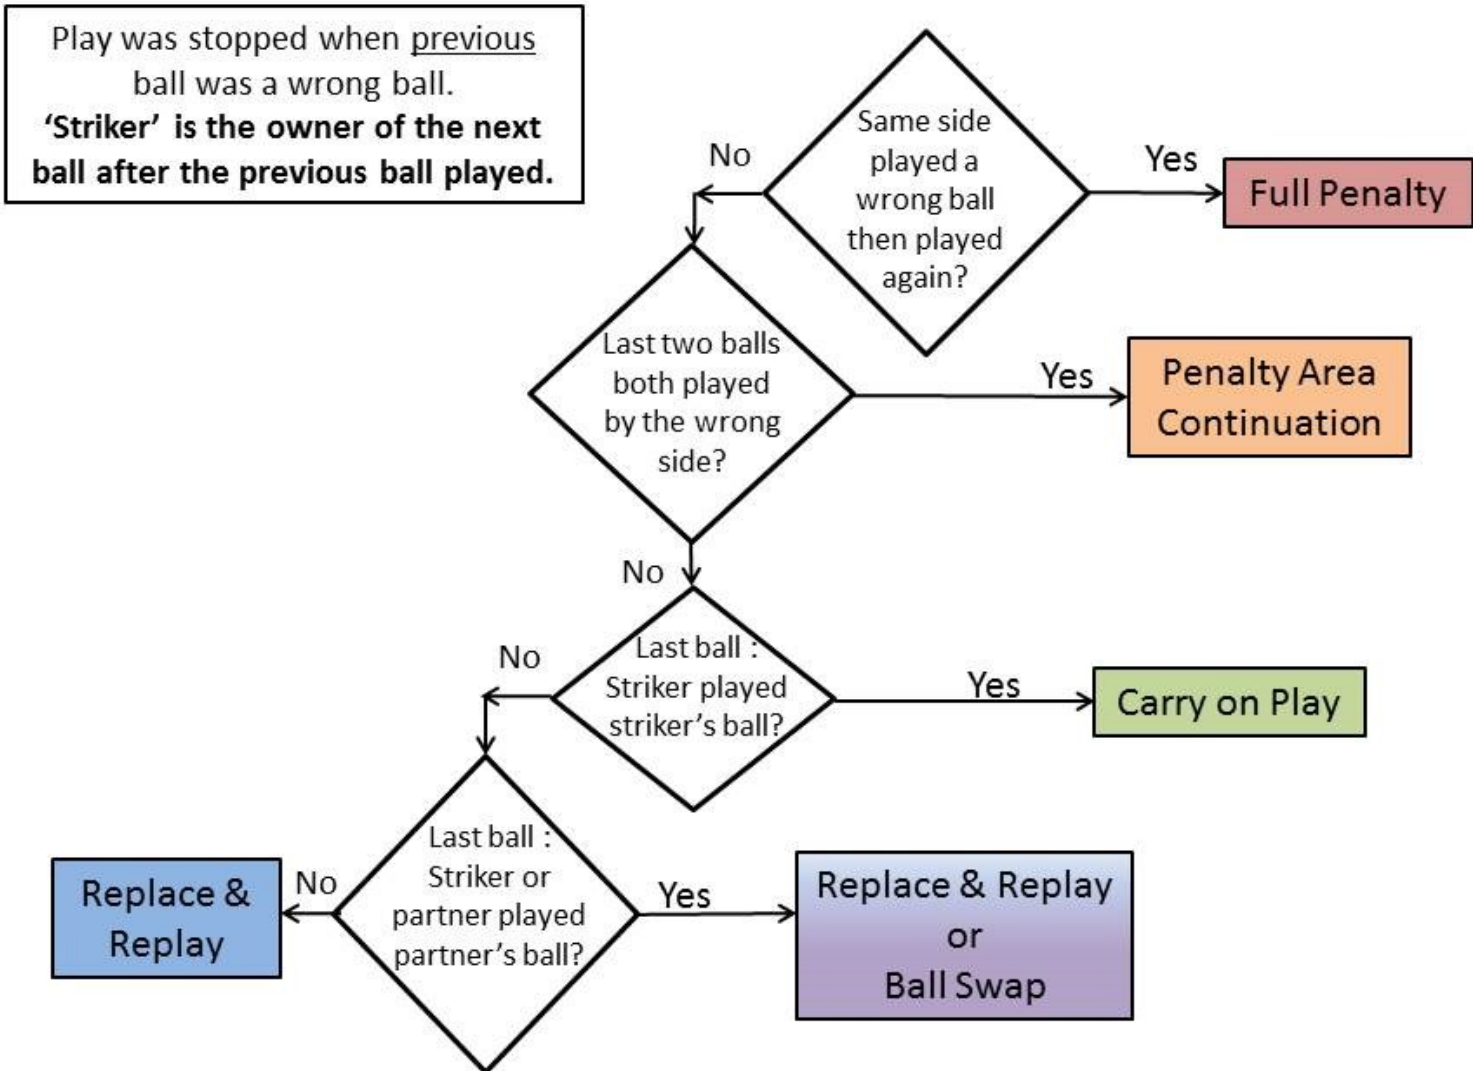 Play was stopped when previous
ball was a wrong ball.
‘Striker’ is the owner of the next
ball after the previous ball played.
Same side
played a
wrong ball
then played
again?
No
Yes
Full Penalty
Last two balls
both played
by the wrong
side?
Yes
Penalty Area
Continuation
No
Last ball :
Striker played
striker’s ball?
No
Yes
Carry on Play
Last ball :
Striker or
partner played
partner’s ball?
No
Replace &
Replay
Yes
Replace & Replay
or
Ball Swap